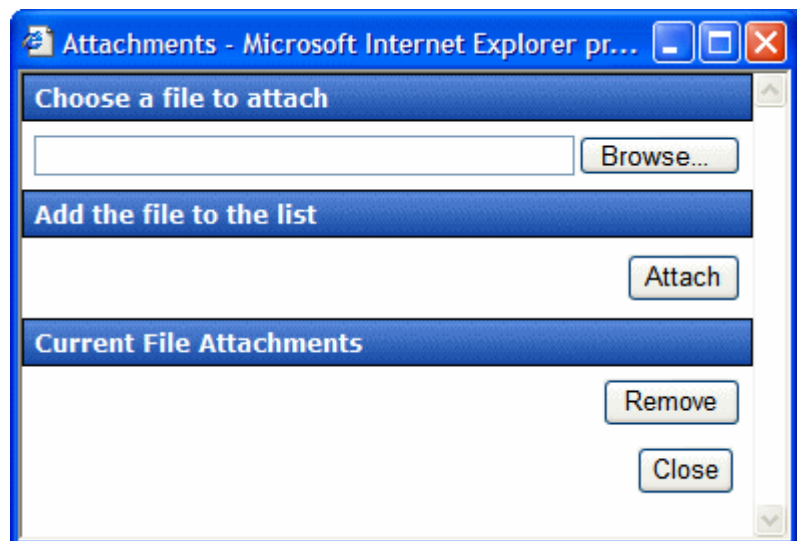 Attachments - Microsoft Internet Explorer pr...
Choose a file to attach
Browse...
Add the file to the list
Attach
Current File Attachments
Remove
Close